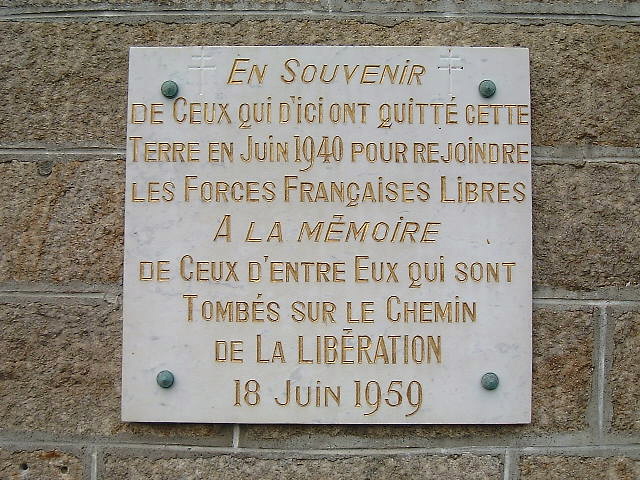 EN SOUVENIR
DE CEUX QUI D'ICI ONT QUITTÉ CETTE
TERRE EN JUIN 1940 POUR REJOINDRE
LES FORCES FRANÇAISES LIBRES
A LA MÉMOIRE
DE CEUX D'ENTRE EUX QUI SONT
TOMBÉS SUR LE CHEMIN
DE LA LIBÉRATION
18 JUIN 1959